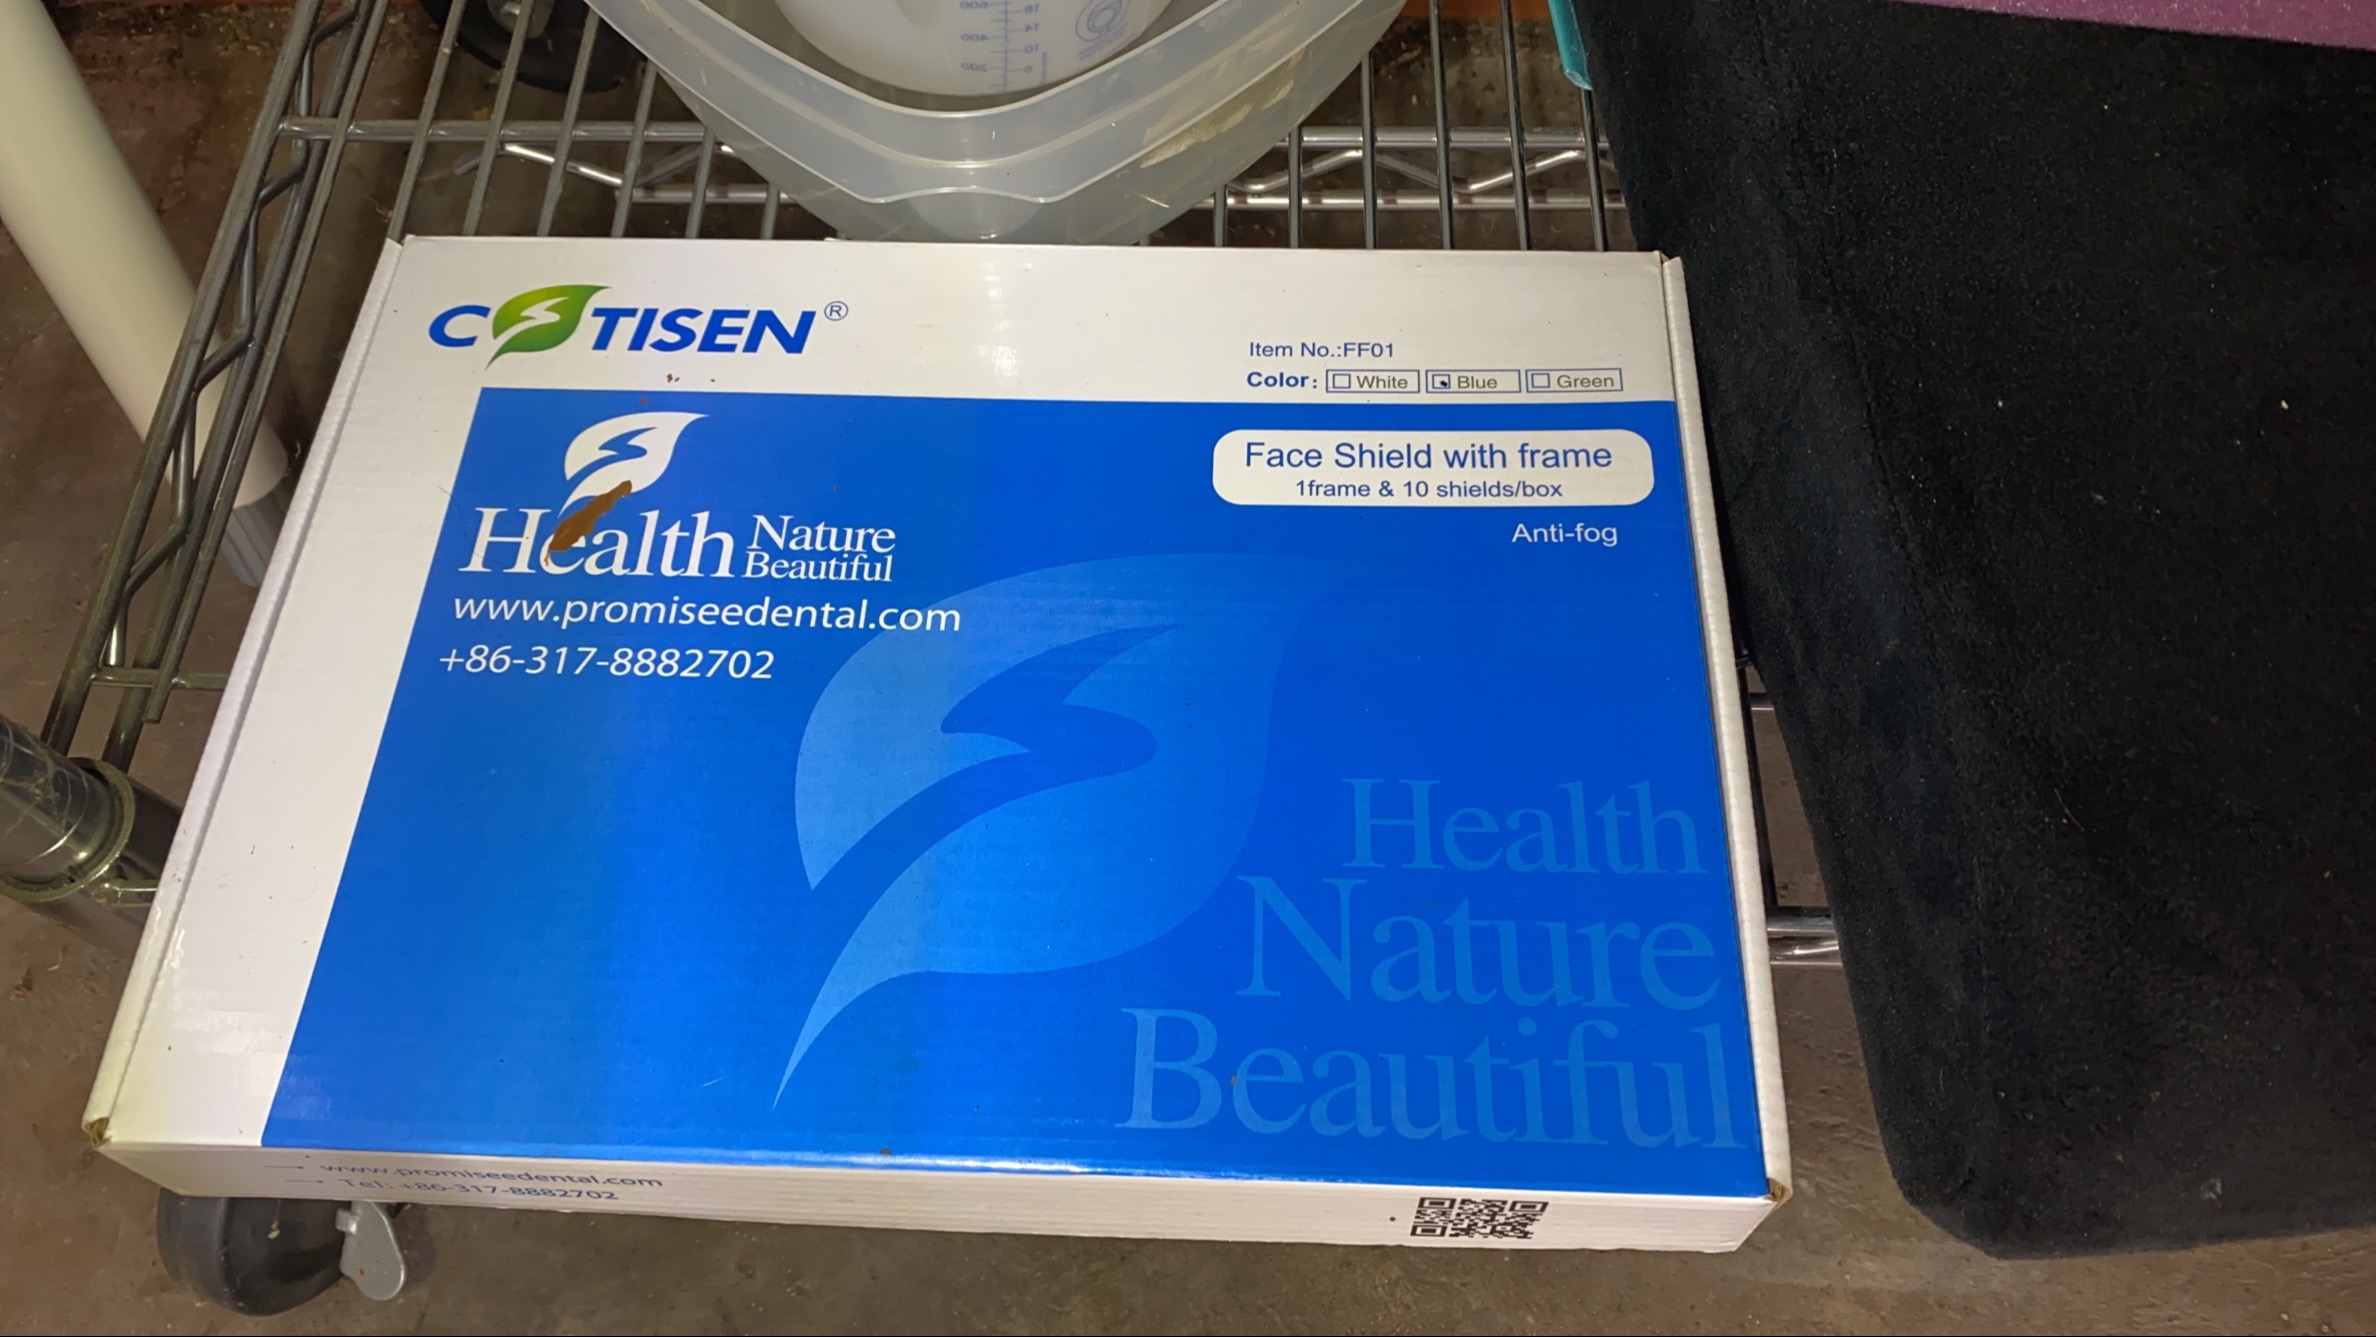 COTISEN®
Item No.:FF01
Color: White Blue Green
Face Shield with frame
1frame & 10 shields/box
Anti-fog
Health Nature Beautiful
www.promiseedental.com
+86-317-8882702
Health
Nature
Beautiful
www.promiseedental.com
Tel: +86-317-8882702